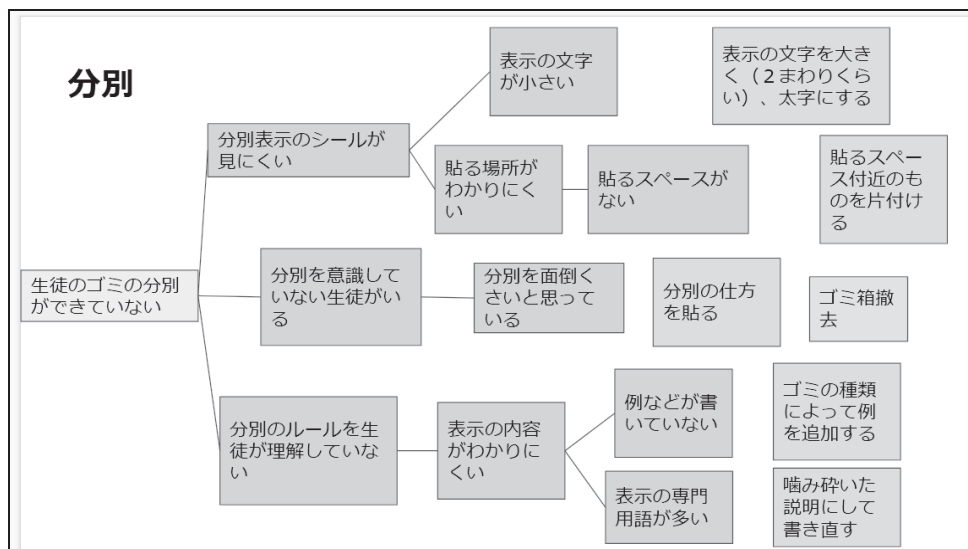 分別
表示の文字
が小さい
表示の文字を大き
く（２まわりくら
い）、太字にする
分別表示のシールが
見にくい
貼る場所が
わかりにく
い
貼るスペースが
ない
貼るスペー
ス付近のも
のを片付け
る
生徒のゴミの分別
ができていない
分別を意識して
いない生徒がい
る
分別を面倒く
さいと思って
いる
分別の仕方
を貼る
ゴミ箱撤
去
分別のルールを生
徒が理解していな
い
表示の内容
がわかりに
くい
例などが書
いていない
ゴミの種類
によって例
を追加する
表示の専門
用語が多い
噛み砕いた
説明にして
書き直す